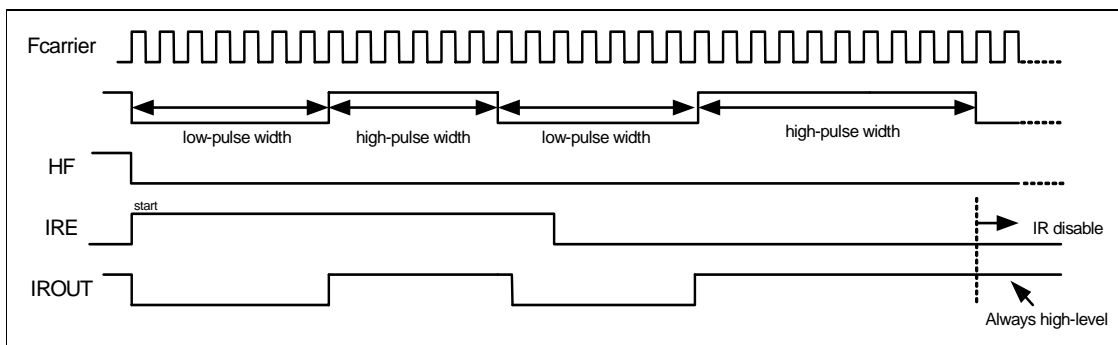 Fcarrier
low-pulse width
high-pulse width
low-pulse width
high-pulse width
HF
start
IRE
IR disable
IROUT
Always high-level